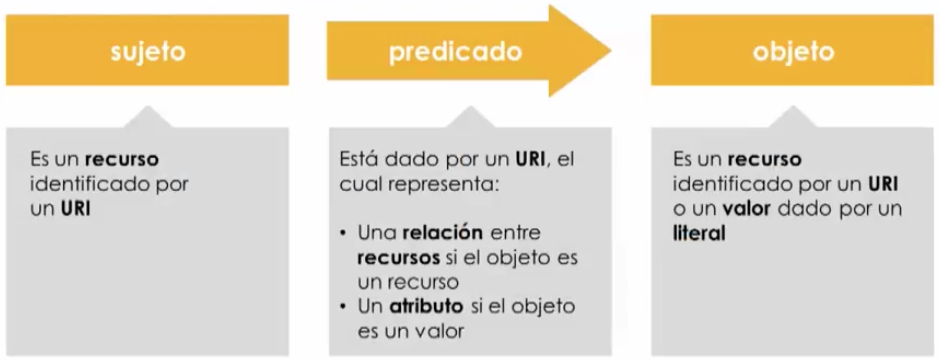 sujeto
predicado
objeto
Es un recurso
identificado por
un URI
Está dado por un URI, el
cual representa:
• Una relación entre
recursos si el objeto es
un recurso
• Un atributo si el objeto
es un valor
Es un recurso
identificado por un URI
o un valor dado por un
literal